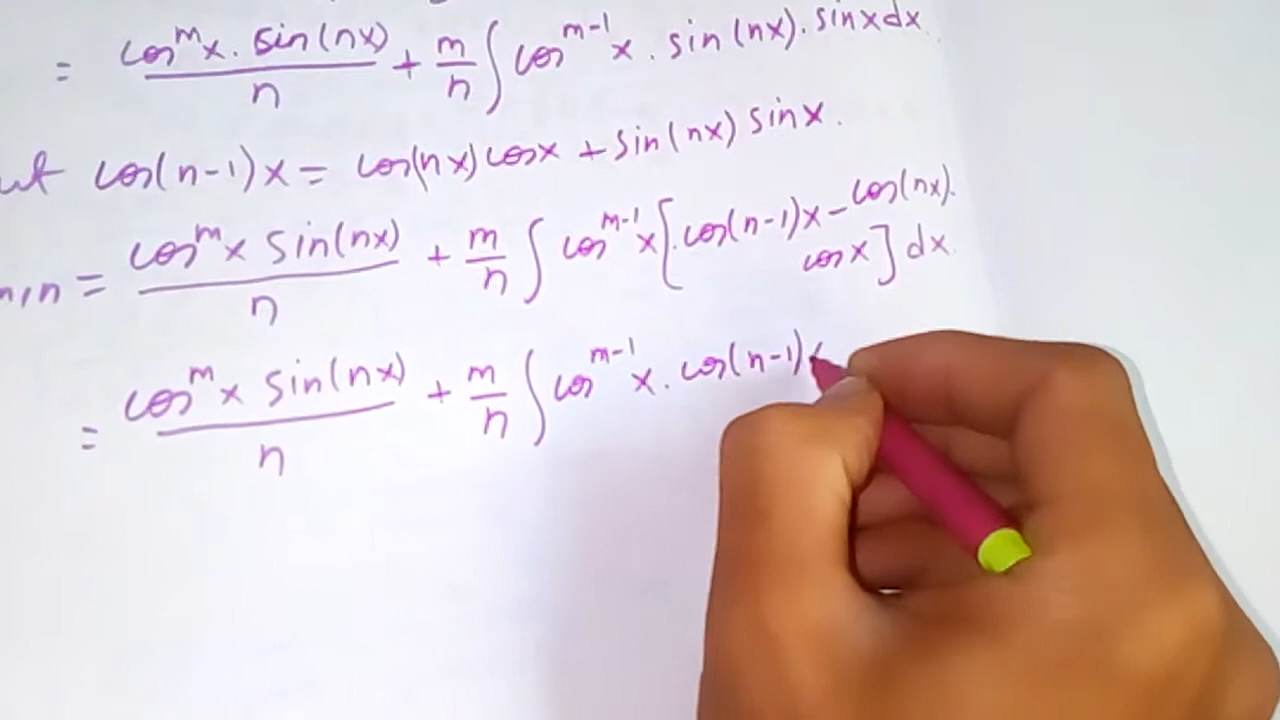 = cos^m x . sin(nx) / n + m/n ∫ cos^(m-1) x . sin(nx) . sinx dx
cos(n-1)x = cos(nx) cosx + sin(nx) sinx .
= cos^m x sin(nx) / n + m/n ∫ cos^(m-1) x [ . cos(n-1)x - cos(nx) . cosx ] dx
= cos^m x sin(nx) / n + m/n ∫ cos^(m-1) x . cos(n-1)